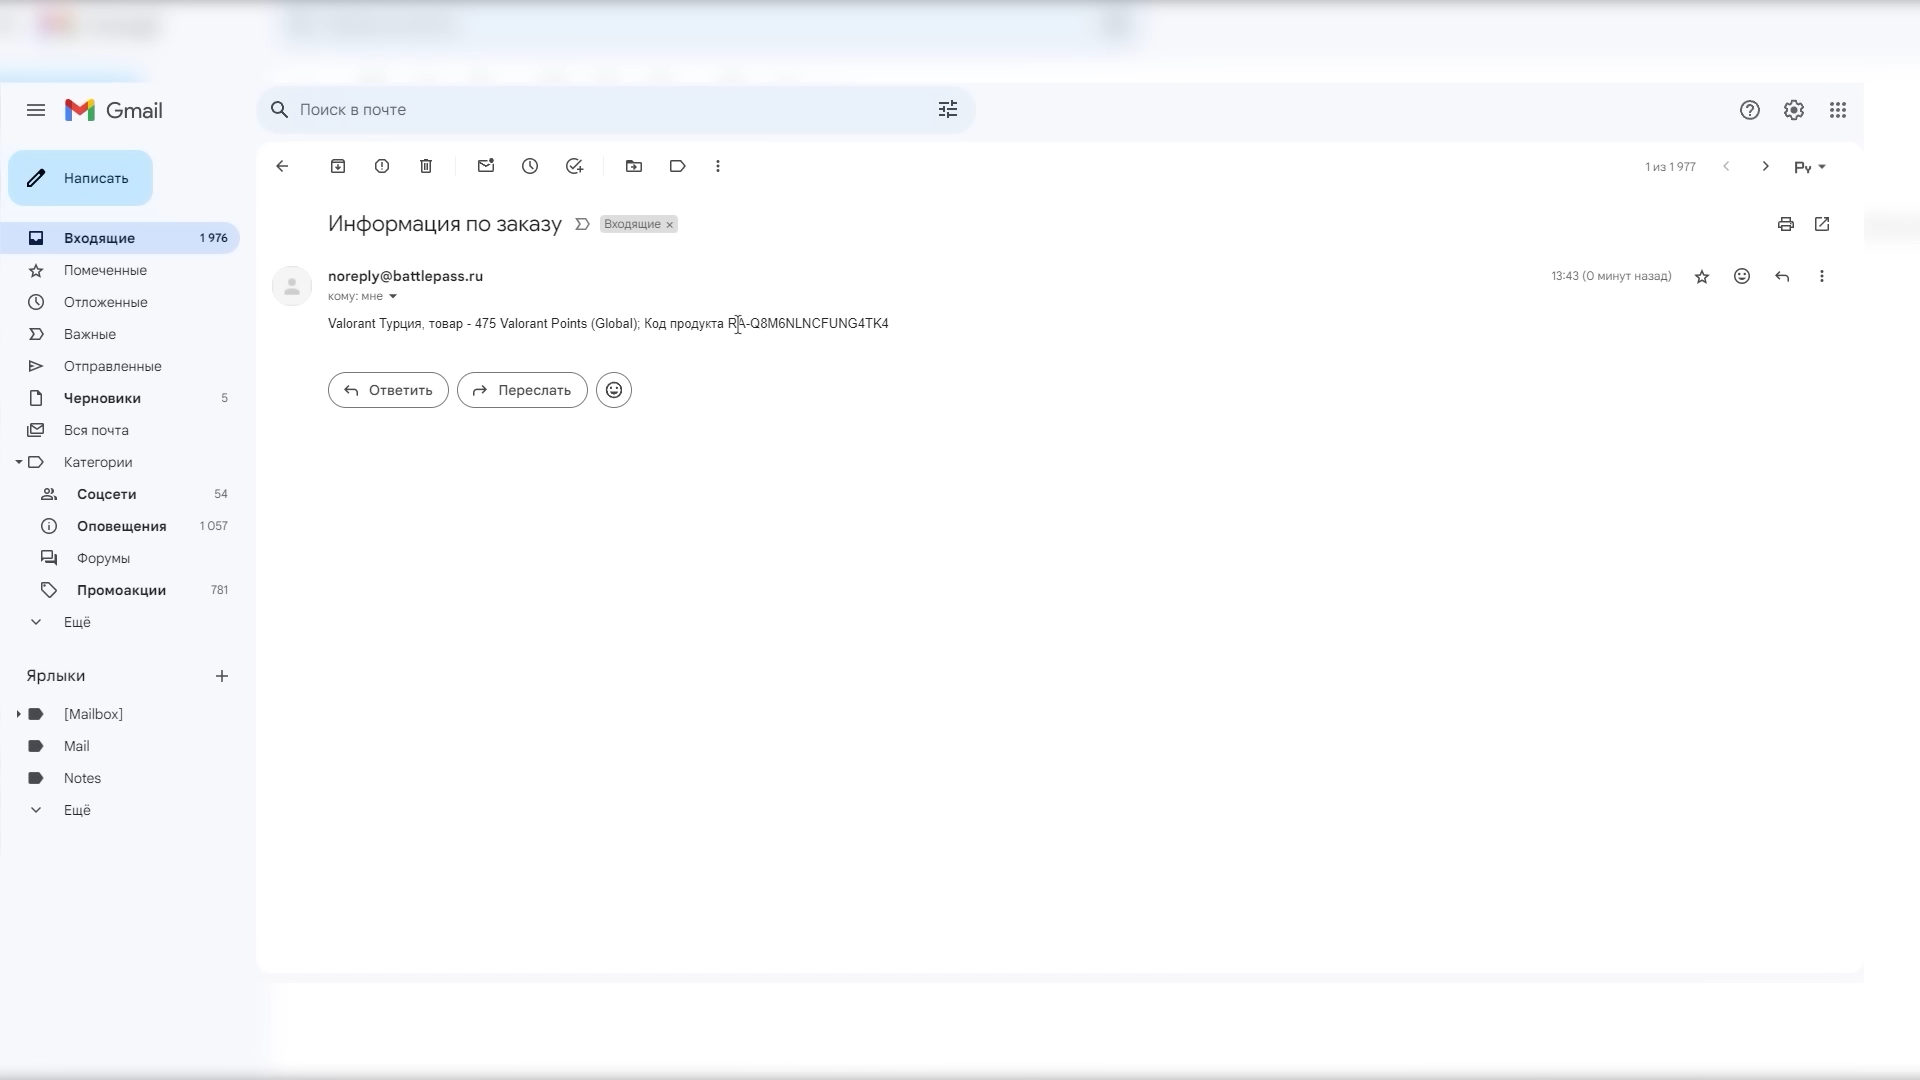 Gmail
Поиск в почте
Написать
1 из 1 977
Ру
Информация по заказу
Входящие ×
Входящие 1 976
noreply@battlepass.ru
13:43 (0 минут назад)
кому: мне
Valorant Турция, товар - 475 Valorant Points (Global); Код продукта RA-Q8M6NLNCFUNG4TK4
Ответить
Переслать
Помеченные
Отложенные
Важные
Отправленные
Черновики 5
Вся почта
Категории
Соцсети 54
Оповещения 1 057
Форумы
Промоакции 781
Ещё
Ярлыки
[Mailbox]
Mail
Notes
Ещё